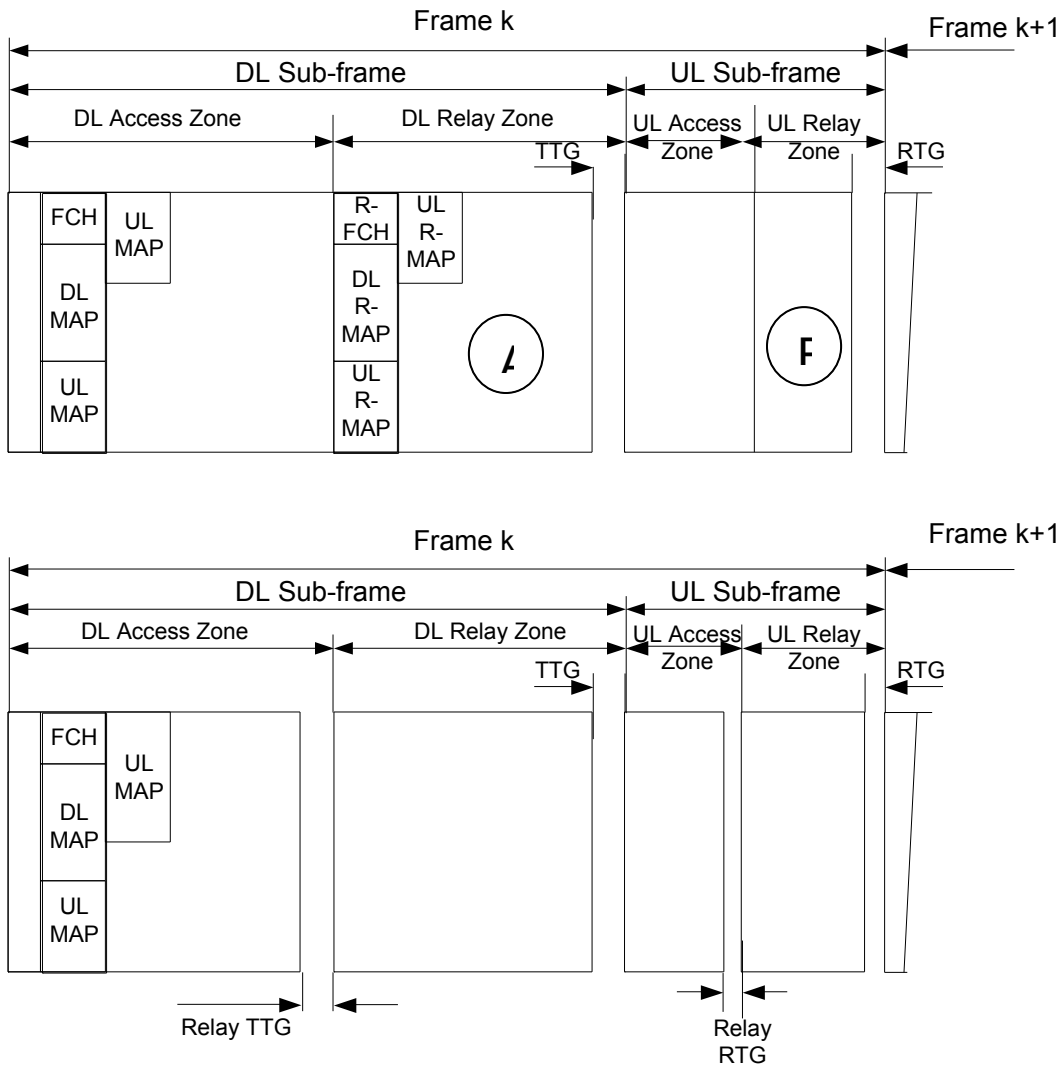 Frame k
Frame k+1
DL Sub-frame
UL Sub-frame
DL Access Zone
DL Relay Zone
UL Access
Zone
UL Relay
Zone
TTG
RTG
FCH
DL
MAP
UL
MAP
UL
MAP
R-
FCH
DL
R-
MAP
UL
R-
MAP
UL
R-
MAP
Frame k
Frame k+1
DL Sub-frame
UL Sub-frame
DL Access Zone
DL Relay Zone
UL Access
Zone
UL Relay
Zone
TTG
RTG
FCH
DL
MAP
UL
MAP
UL
MAP
Relay TTG
Relay
RTG